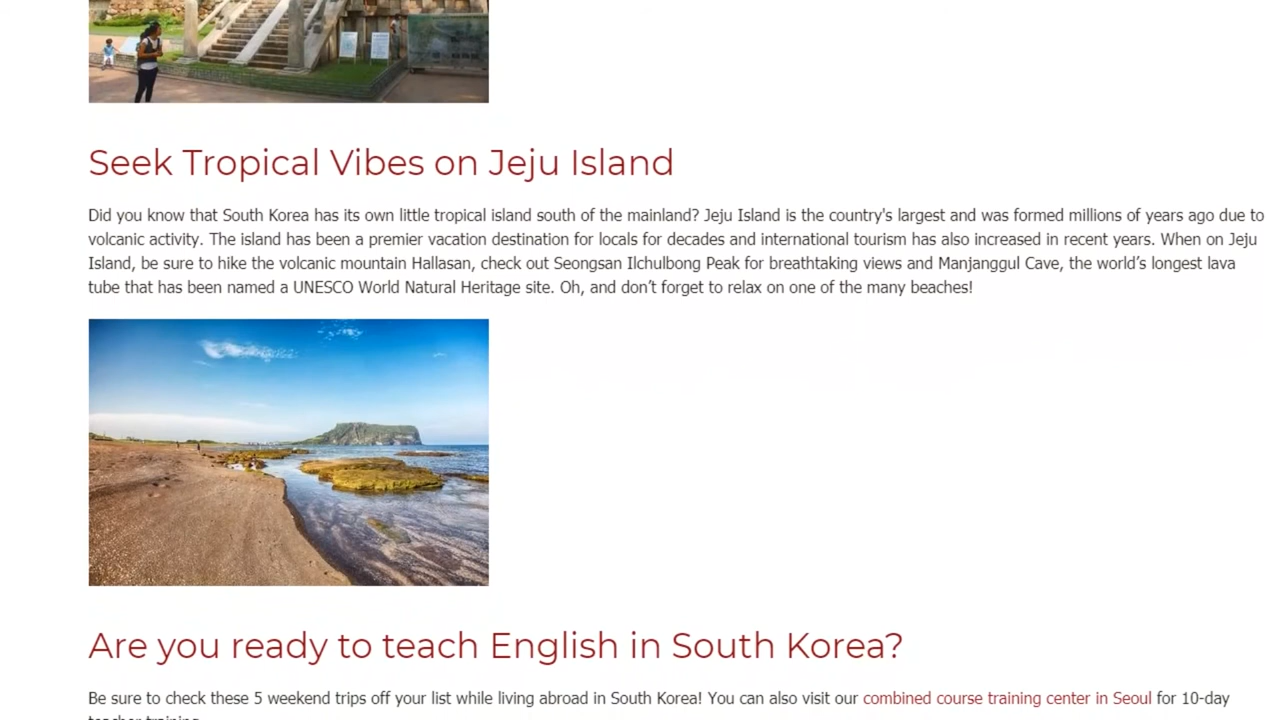 Seek Tropical Vibes on Jeju Island
Did you know that South Korea has its own little tropical island south of the mainland? Jeju Island is the country's largest and was formed millions of years ago due to
volcanic activity. The island has been a premier vacation destination for locals for decades and international tourism has also increased in recent years. When on Jeju
Island, be sure to hike the volcanic mountain Hallasan, check out Seongsan Ilchulbong Peak for breathtaking views and Manjanggul Cave, the world’s longest lava
tube that has been named a UNESCO World Natural Heritage site. Oh, and don’t forget to relax on one of the many beaches!
Are you ready to teach English in South Korea?
Be sure to check these 5 weekend trips off your list while living abroad in South Korea! You can also visit our combined course training center in Seoul for 10-day
teacher training